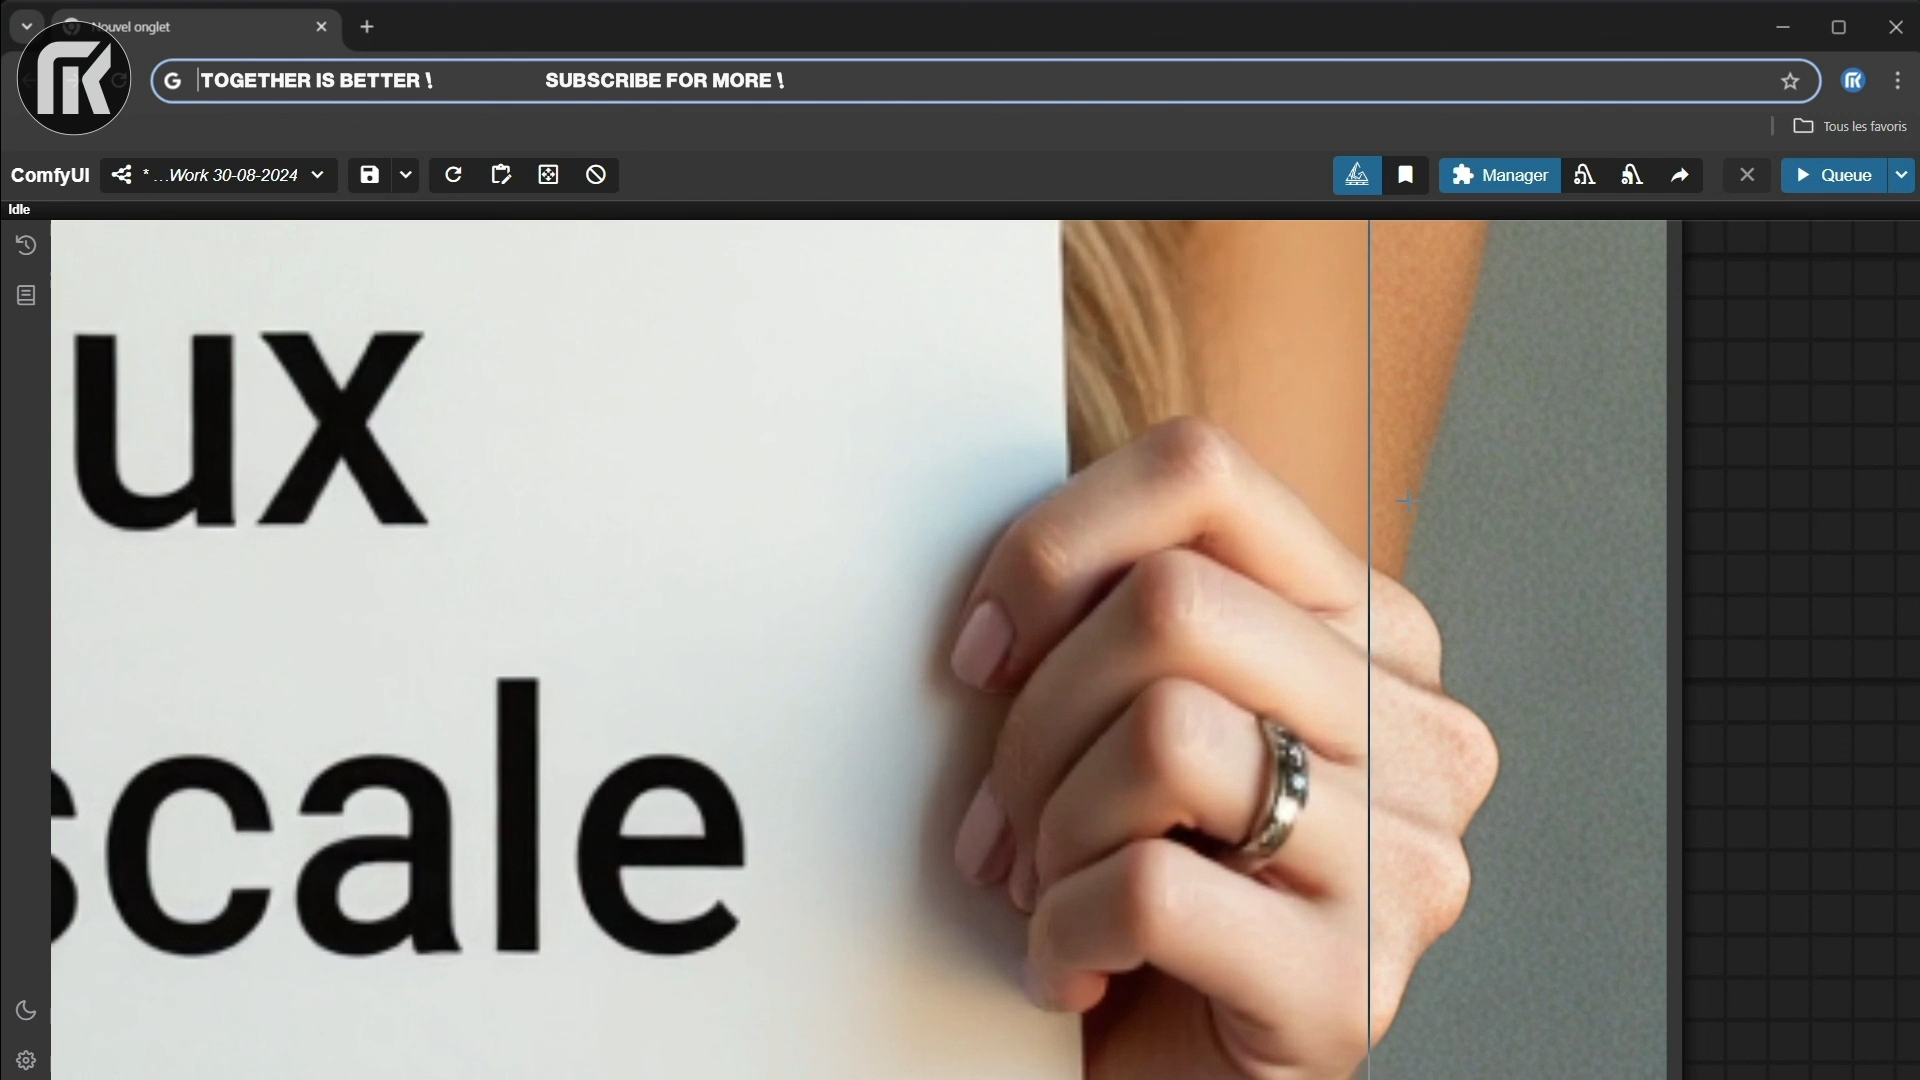 Nouvel onglet
TOGETHER IS BETTER ! SUBSCRIBE FOR MORE !
Tous les favoris
ComfyUI * ...Work 30-08-2024 Manager Queue
Idle
ux
scale